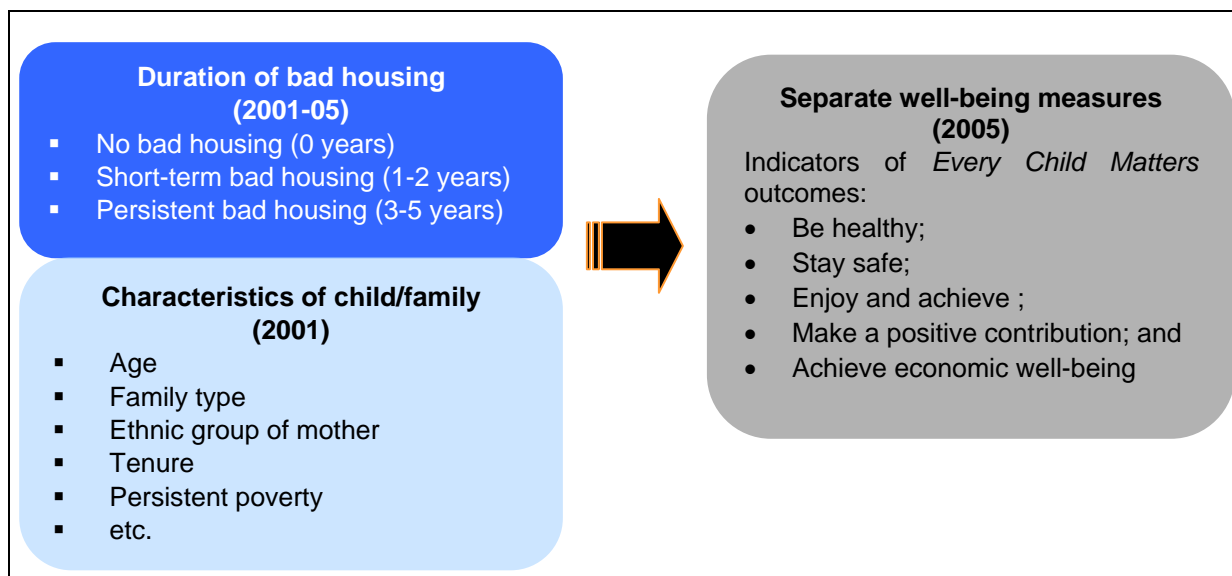 Duration of bad housing
(2001-05)
▪ No bad housing (0 years)
▪ Short-term bad housing (1-2 years)
▪ Persistent bad housing (3-5 years)
Characteristics of child/family
(2001)
▪ Age
▪ Family type
▪ Ethnic group of mother
▪ Tenure
▪ Persistent poverty
▪ etc.
Separate well-being measures
(2005)
Indicators of Every Child Matters
outcomes:
• Be healthy;
• Stay safe;
• Enjoy and achieve ;
• Make a positive contribution; and
• Achieve economic well-being